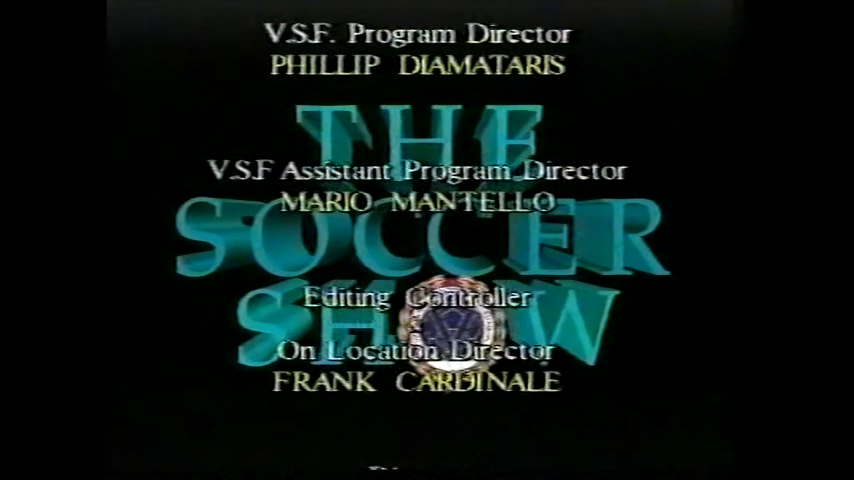 V.S.F. Program Director
PHILLIP DIAMATARIS
THE
V.S.F Assistant Program Director
MARIO MANTELLO
SOCCER
Editing Controller
SHOW
On Location Director
FRANK CARDINALE